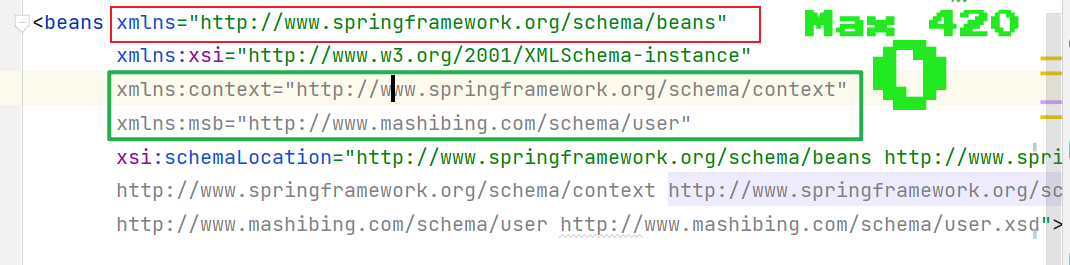 <beans xmlns="http://www.springframework.org/schema/beans"
Max 420
0
xmlns:xsi="http://www.w3.org/2001/XMLSchema-instance"
xmlns:context="http://www.springframework.org/schema/context"
xmlns:msb="http://www.mashibing.com/schema/user"
xsi:schemaLocation="http://www.springframework.org/schema/beans http://www.spri
http://www.springframework.org/schema/context http://www.springframework.org/sc
http://www.mashibing.com/schema/user http://www.mashibing.com/schema/user.xsd">